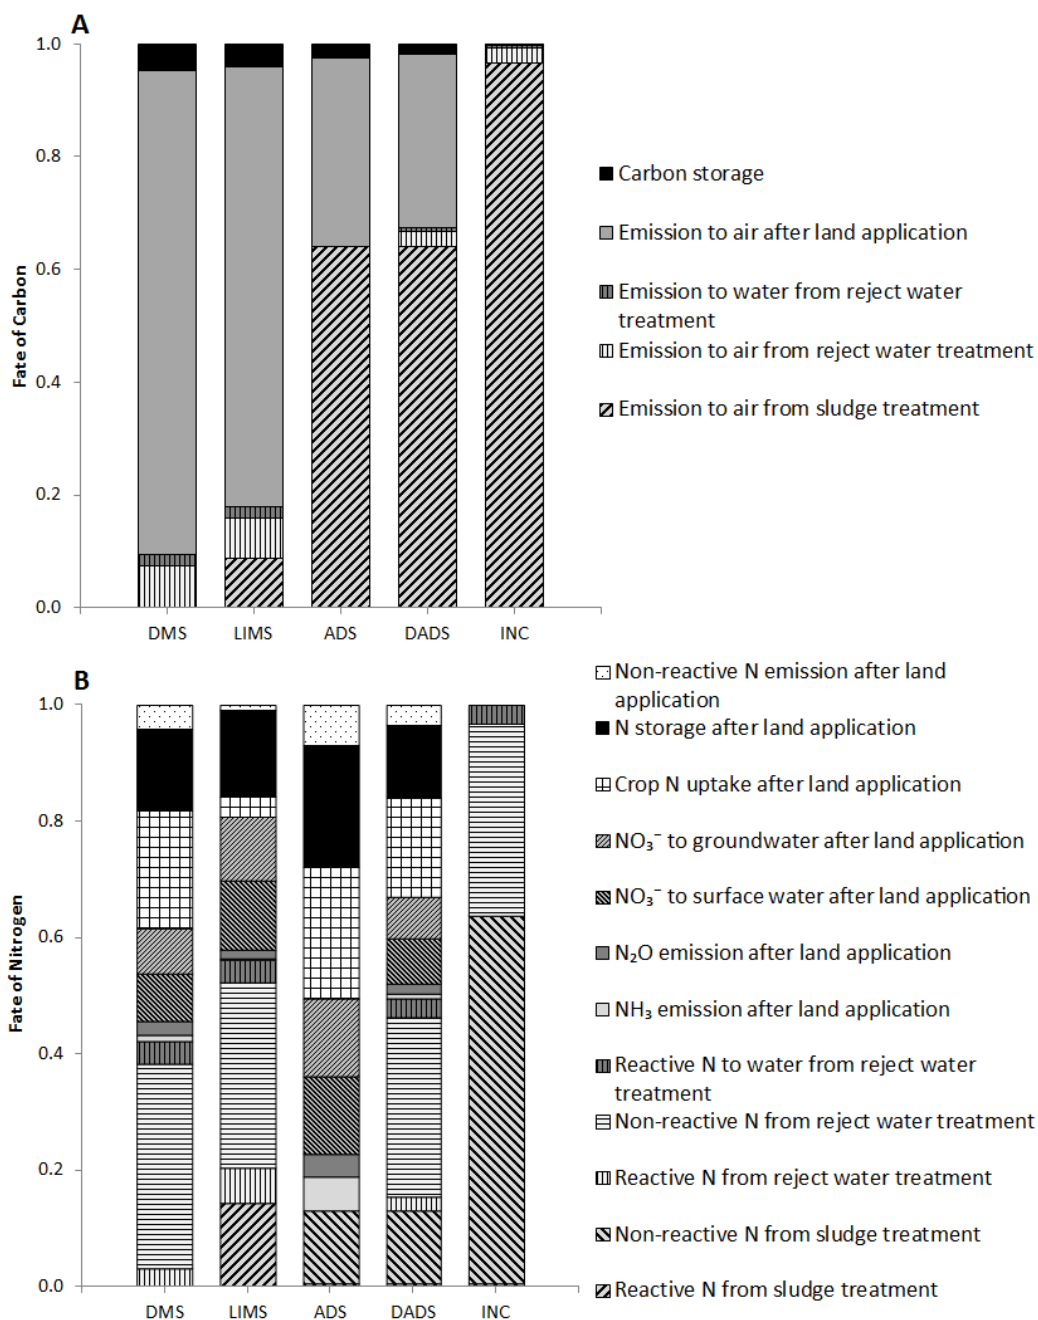 A
1.0
0.8
0.6
0.4
0.2
0.0
Fate of Carbon
DMS LIMS ADS DADS INC
Carbon storage
Emission to air after land application
Emission to water from reject water
treatment
Emission to air from reject water treatment
Emission to air from sludge treatment
B
1.0
0.8
0.6
0.4
0.2
0.0
Fate of Nitrogen
DMS LIMS ADS DADS INC
Non-reactive N emission after land
application
N storage after land application
Crop N uptake after land application
NO₃⁻ to groundwater after land application
NO₃⁻ to surface water after land application
N₂O emission after land application
NH₃ emission after land application
Reactive N to water from reject water
treatment
Non-reactive N from reject water treatment
Reactive N from reject water treatment
Non-reactive N from sludge treatment
Reactive N from sludge treatment